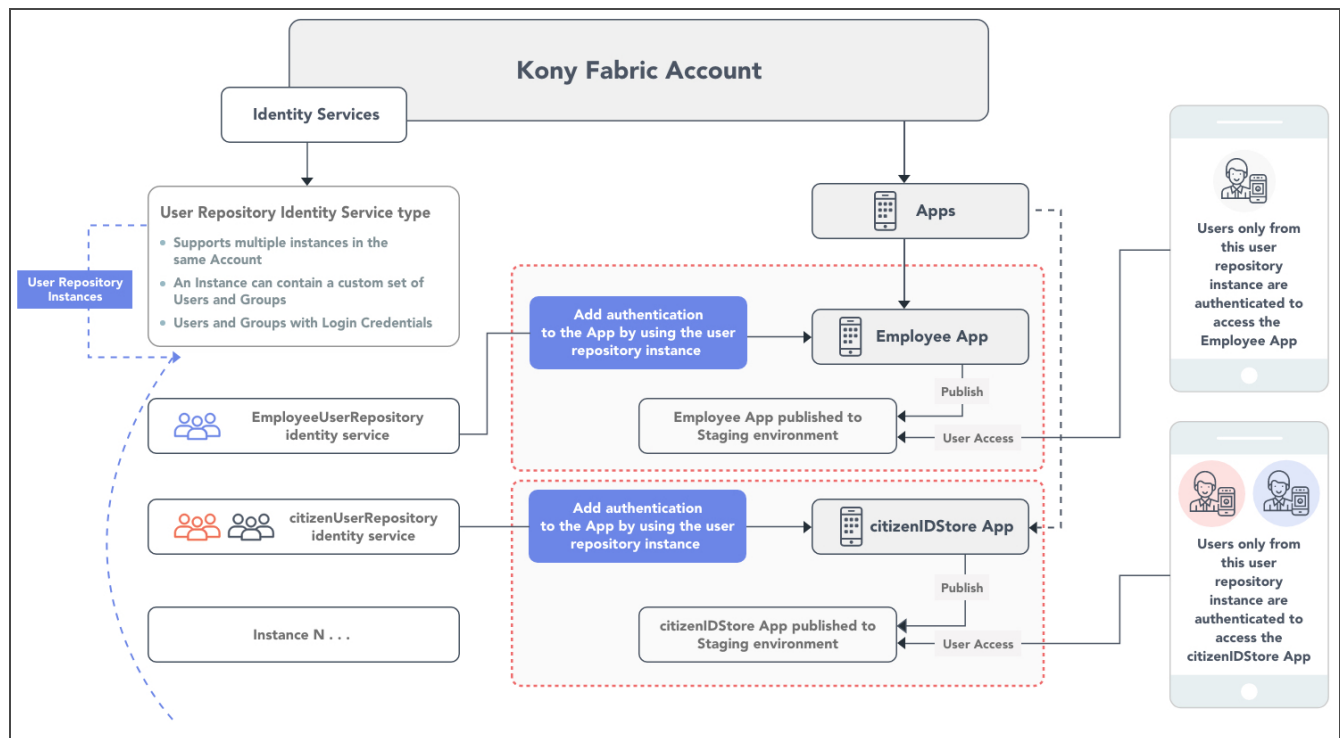 Kony Fabric Account
Identity Services
User Repository Identity Service type
• Supports multiple instances in the
same Account
• An Instance can contain a custom set of
Users and Groups
• Users and Groups with Login Credentials
User Repository
Instances
Apps
Add authentication
to the App by using the user
repository instance
Employee App
Publish
EmployeeUserRepository
identity service
Employee App published to
Staging environment
User Access
citizenUserRepository
identity service
Add authentication
to the App by using the user
repository instance
citizenIDStore App
Publish
Instance N . . .
citizenIDStore App published to
Staging environment
User Access
Users only from
this user
repository
instance are
authenticated to
access the
Employee App
Users only from
this user
repository
instance are
authenticated to
access the
citizenIDStore App